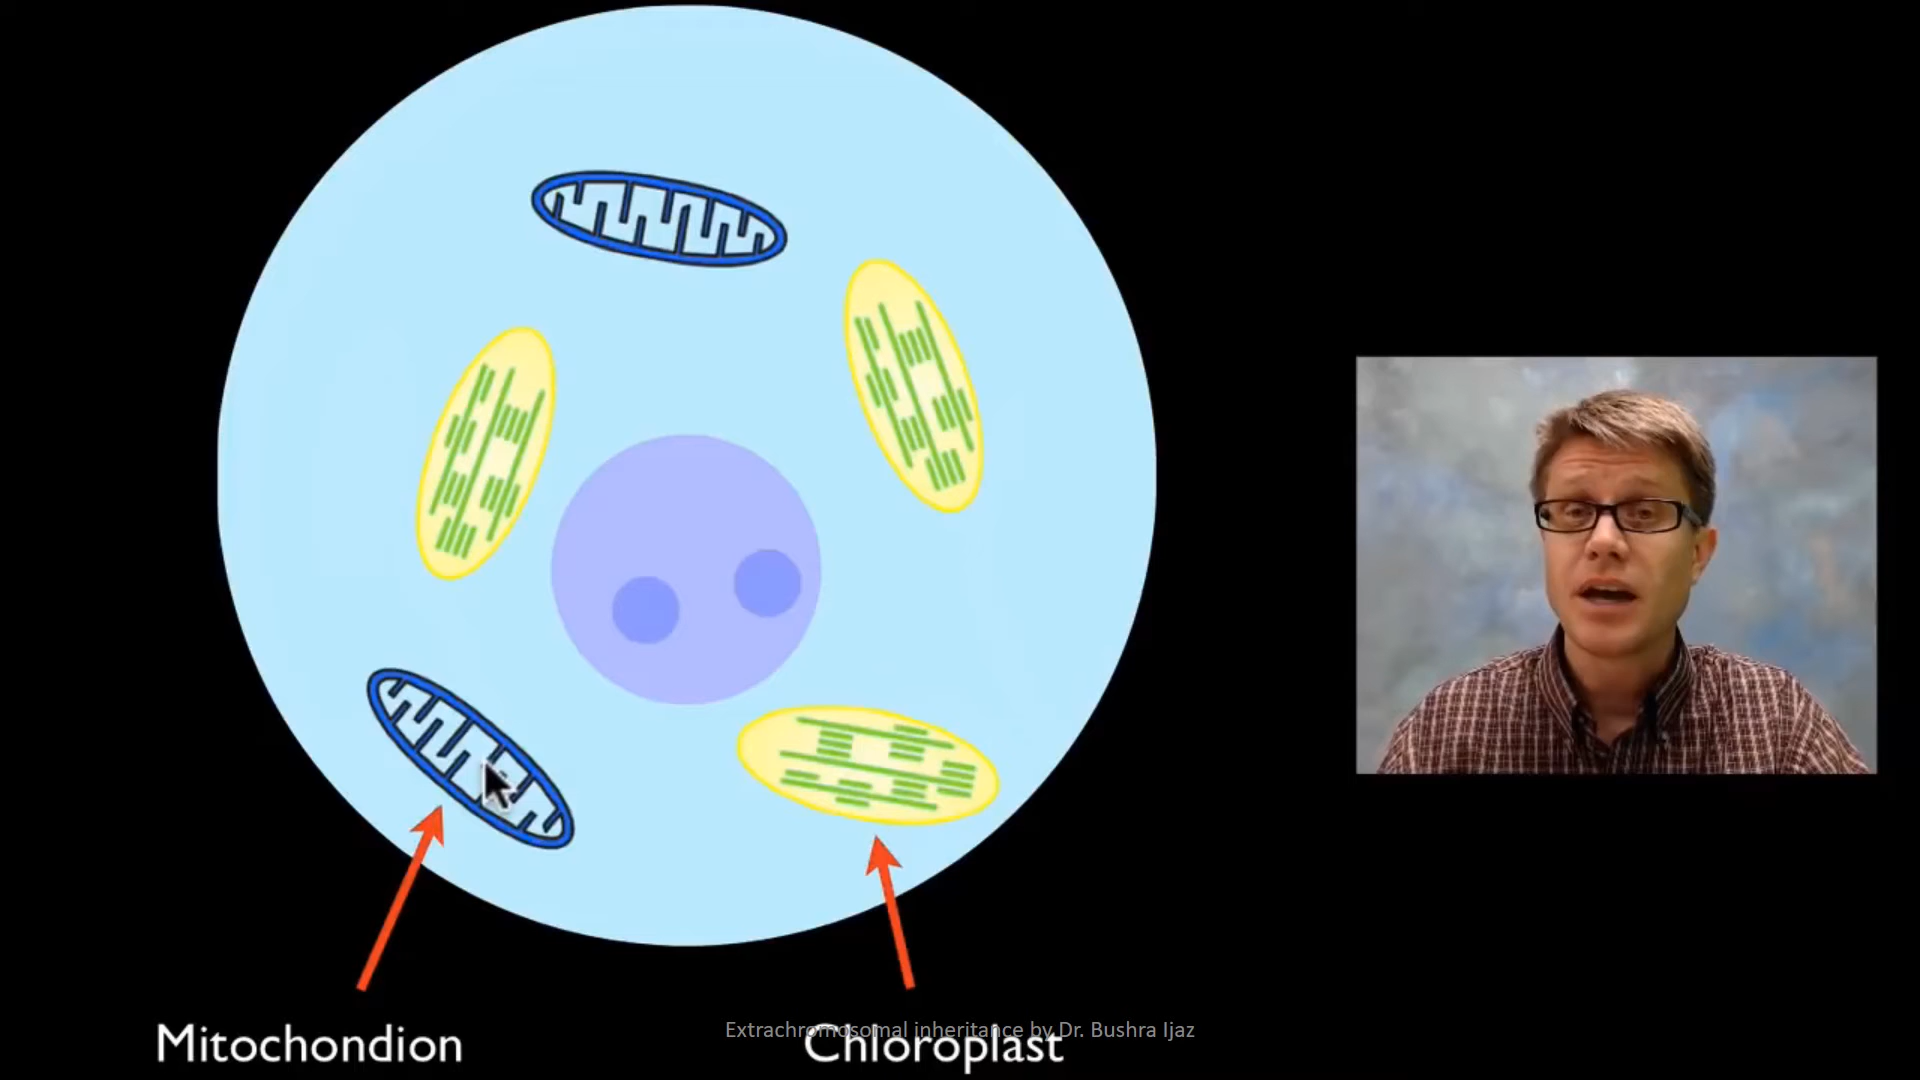 Extrachromosomal inheritance by Dr. Bushra Ijaz
Mitochondion
Chloroplast